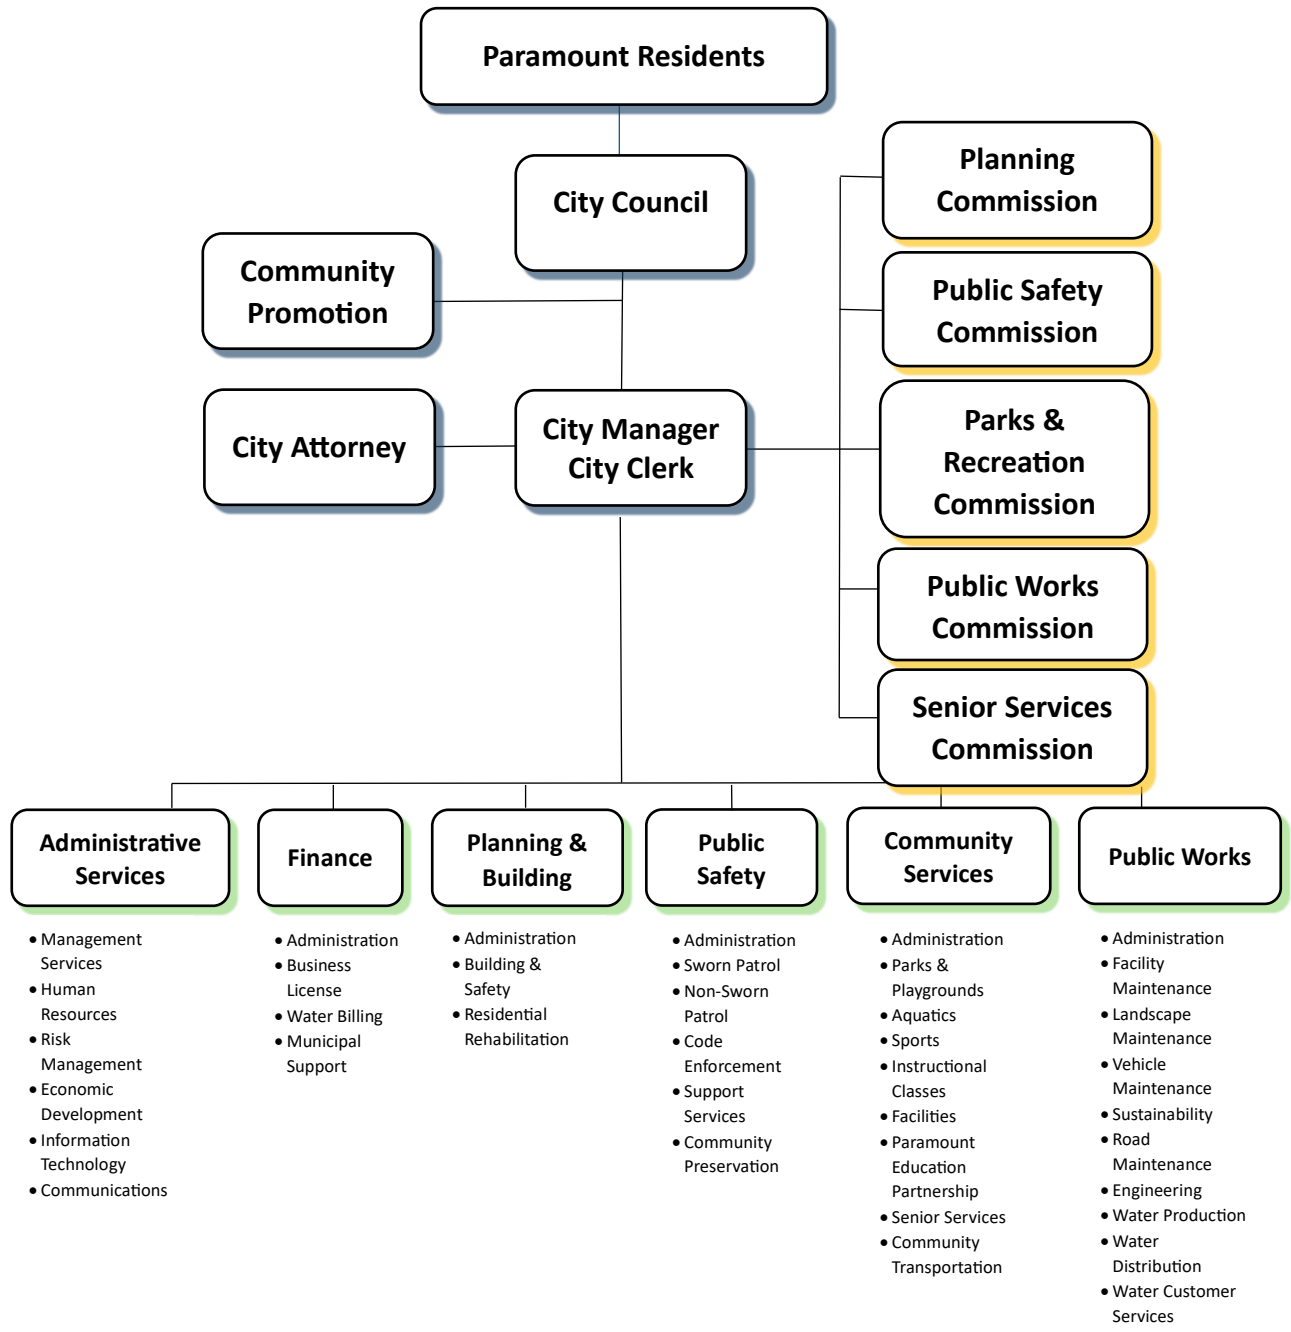 Paramount Residents
City Council
Community
Promotion
City Attorney
City Manager
City Clerk
Planning
Commission
Public Safety
Commission
Parks &
Recreation
Commission
Public Works
Commission
Senior Services
Commission
Administrative
Services
• Management
Services
• Human
Resources
• Risk
Management
• Economic
Development
• Information
Technology
• Communications
Finance
• Administration
• Business
License
• Water Billing
• Municipal
Support
Planning &
Building
• Administration
• Building &
Safety
• Residential
Rehabilitation
Public
Safety
• Administration
• Sworn Patrol
• Non-Sworn
Patrol
• Code
Enforcement
• Support
Services
• Community
Preservation
Community
Services
• Administration
• Parks &
Playgrounds
• Aquatics
• Sports
• Instructional
Classes
• Facilities
• Paramount
Education
Partnership
• Senior Services
• Community
Transportation
Public Works
• Administration
• Facility
Maintenance
• Landscape
Maintenance
• Vehicle
Maintenance
• Sustainability
• Road
Maintenance
• Engineering
• Water Production
• Water
Distribution
• Water Customer
Services